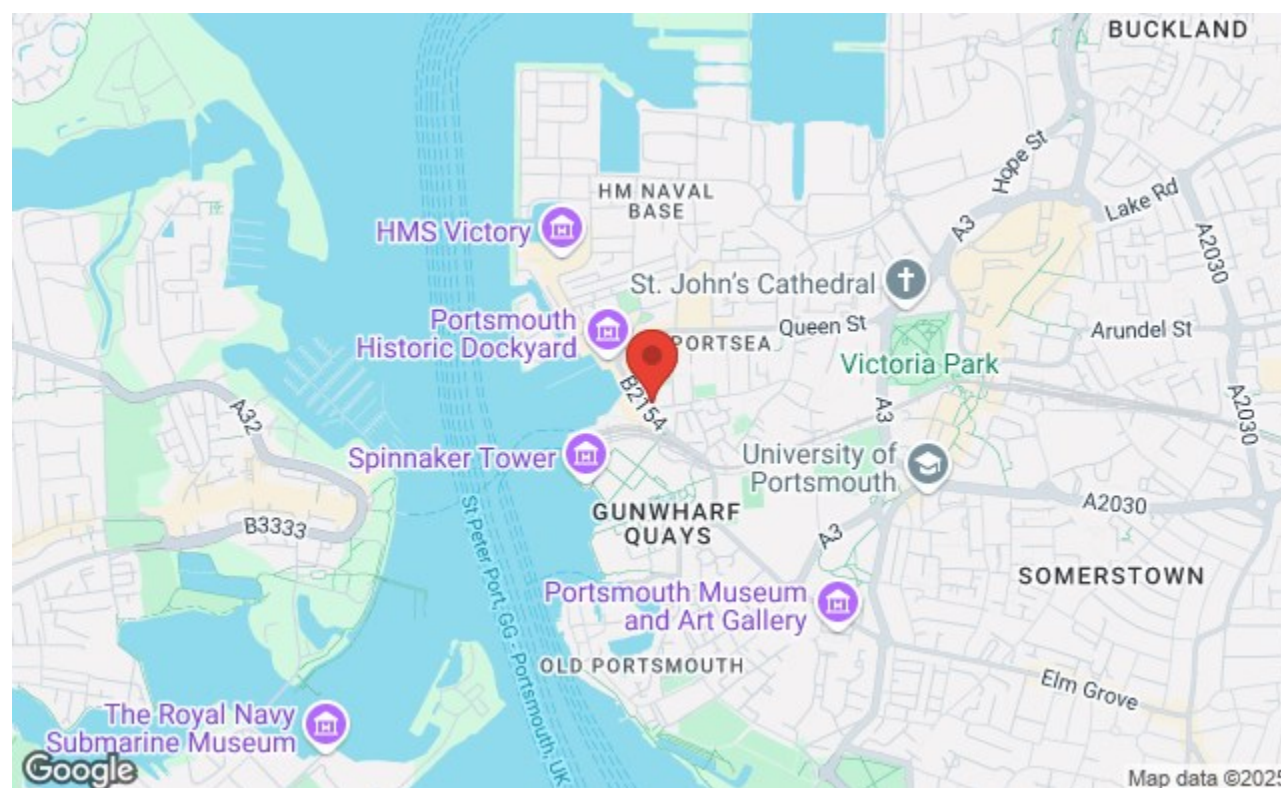 BUCKLAND
Hope St
HM NAVAL
BASE
Lake Rd
A3
A2030
HMS Victory
St. John's Cathedral
Portsmouth
Historic Dockyard
Queen St
Arundel St
PORTSEA
Victoria Park
B2154
A32
A3
A2030
Spinnaker Tower
University of
Portsmouth
A2030
B3333
GUNWHARF
QUAYS
A3
St Peter Port, GG - Portsmouth, UK
SOMERSTOWN
Portsmouth Museum
and Art Gallery
OLD PORTSMOUTH
Elm Grove
The Royal Navy
Submarine Museum
Google
Map data ©2025